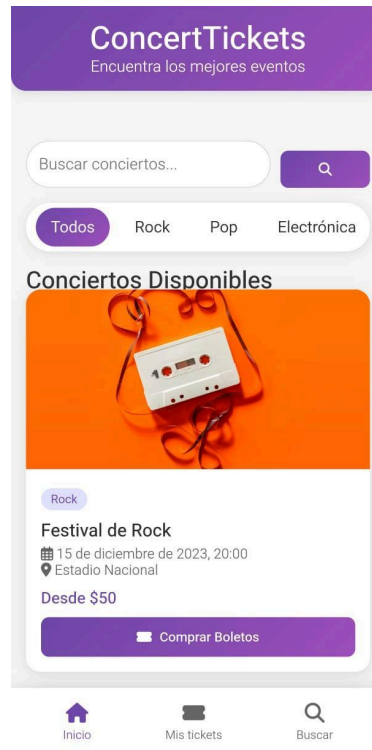 ConcertTickets
Encuentra los mejores eventos
Buscar conciertos...
Todos Rock Pop Electrónica
Conciertos Disponibles
Rock
Festival de Rock
15 de diciembre de 2023, 20:00
Estadio Nacional
Desde $50
Comprar Boletos
Inicio Mis tickets Buscar